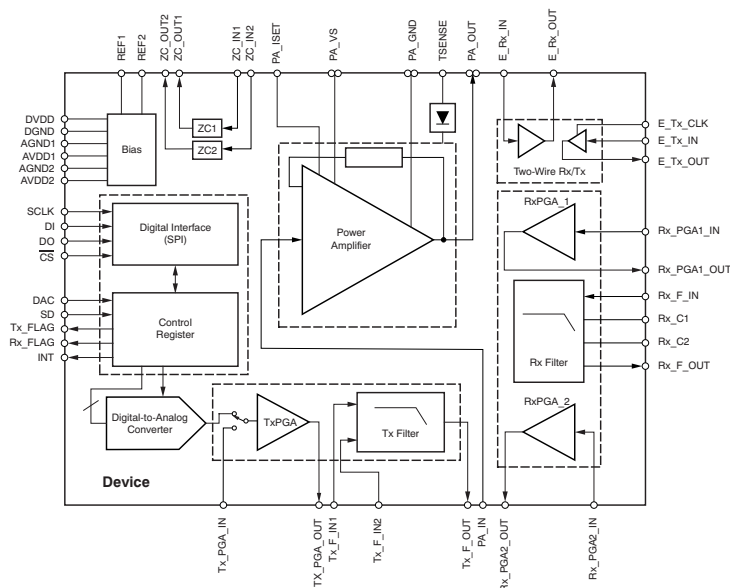 REF1
REF2
ZC_OUT2
ZC_OUT1
ZC_IN1
ZC_IN2
PA_ISET
PA_VS
PA_GND
TSENSE
PA_OUT
E_Rx_IN
E_Rx_OUT
DVDD
DGND
AGND1
AVDD1
AGND2
AVDD2
Bias
ZC1
ZC2
E_Tx_CLK
E_Tx_IN
E_Tx_OUT
Two-Wire Rx/Tx
SCLK
DI
DO
CS
Digital Interface
(SPI)
Power
Amplifier
RxPGA_1
Rx_PGA1_IN
Rx_PGA1_OUT
DAC
SD
Tx_FLAG
Rx_FLAG
INT
Control
Register
Rx_F_IN
Rx_C1
Rx_C2
Rx_F_OUT
Rx Filter
Digital-to-Analog
Converter
TxPGA
Tx Filter
RxPGA_2
Device
Tx_PGA_IN
TX_PGA_OUT
Tx_F_IN1
Tx_F_IN2
Tx_F_OUT
PA_IN
Rx_PGA2_OUT
Rx_PGA2_IN